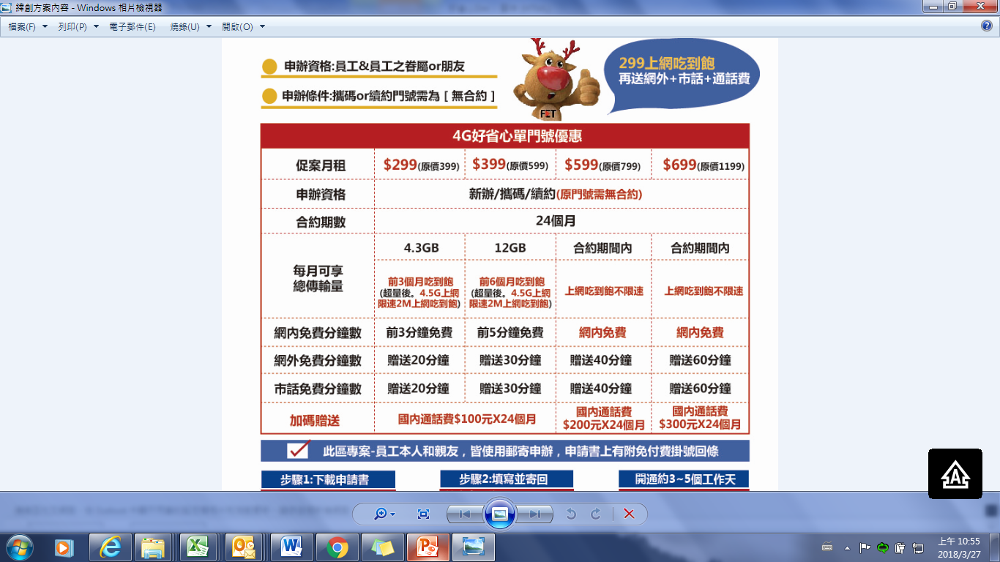 緯創方案內容 - Windows 相片檢視器
檔案(F) 列印(P) 電子郵件(E) 燒錄(U) 開啟(O)
申辦資格:員工&員工之眷屬or朋友
申辦條件:攜碼or續約門號需為 [ 無合約 ]
299上網吃到飽
再送網外+市話+通話費
FET
4G好省心單門號優惠
促案月租 $299(原價399) $399(原價599) $599(原價799) $699(原價1199)
申辦資格 新辦/攜碼/續約(原門號需無合約)
合約期數 24個月
每月可享
總傳輸量
4.3GB 12GB 合約期間內 合約期間內
前3個月吃到飽
(超量後。4.5G上網
限速2M上網吃到飽)
前6個月吃到飽
(超量後。4.5G上網
限速2M上網吃到飽)
上網吃到飽不限速 上網吃到飽不限速
網內免費分鐘數 前3分鐘免費 前5分鐘免費 網內免費 網內免費
網外免費分鐘數 贈送20分鐘 贈送30分鐘 贈送40分鐘 贈送60分鐘
市話免費分鐘數 贈送20分鐘 贈送30分鐘 贈送40分鐘 贈送60分鐘
加碼贈送 國內通話費$100元X24個月
國內通話費
$200元X24個月
國內通話費
$300元X24個月
此區專案-員工本人和親友，皆使用郵寄申辦，申請書上有附免付費掛號回條
步驟1:下載申請書 步驟2:填寫並寄回 開通約3~5個工作天
上午 10:55
2018/3/27